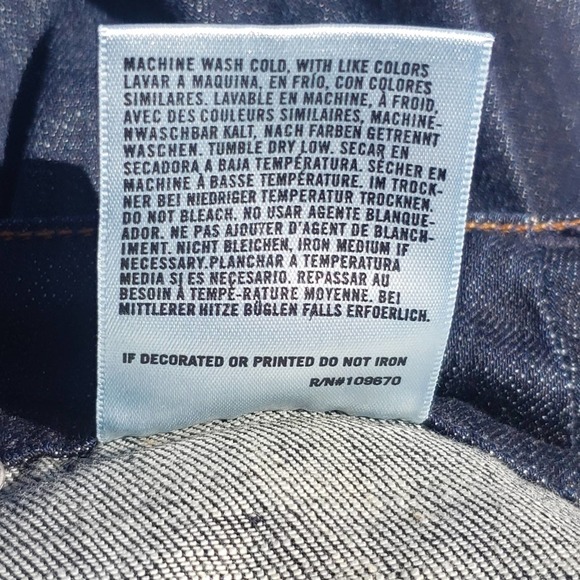 MACHINE WASH COLD, WITH LIKE COLORS
LAVAR A MAQUINA, EN FRÍO, CON COLORES
SIMILARES. LAVABLE EN MACHINE, À FROID,
AVEC DES COULEURS SIMILAIRES, MACHINE-
NWASCHBAR KALT, NACH FARBEN GETRENNT
WASCHEN. TUMBLE DRY LOW. SECAR EN
SECADORA A BAJA TEMPÉRATURA. SÉCHER EN
MACHINE À BASSE TEMPÉRATURE. IM TROCK-
NER BEI NIEDRIGER TEMPERATUR TROCKNEN.
DO NOT BLEACH. NO USAR AGENTE BLANQUE-
ADOR. NE PAS AJOUTER D'AGENT DE BLANCH-
IMENT. NICHT BLEICHEN, IRON MEDIUM IF
NECESSARY.PLANCHAR A TEMPERATURA
MEDIA SI ES NECESARIO. REPASSAR AU
BESOIN À TEMPÉ-RATURE MOYENNE. BEI
MITTLERER HITZE BÜGLEN FALLS ERFOERLICH.
IF DECORATED OR PRINTED DO NOT IRON
R/N#109670